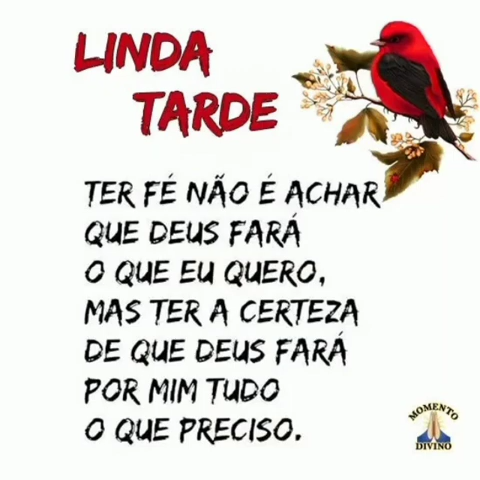 LINDA
TARDE
TER FÉ NÃO É ACHAR
QUE DEUS FARÁ
O QUE EU QUERO,
MAS TER A CERTEZA
DE QUE DEUS FARÁ
POR MIM TUDO
O QUE PRECISO.
MOMENTO
DIVINO